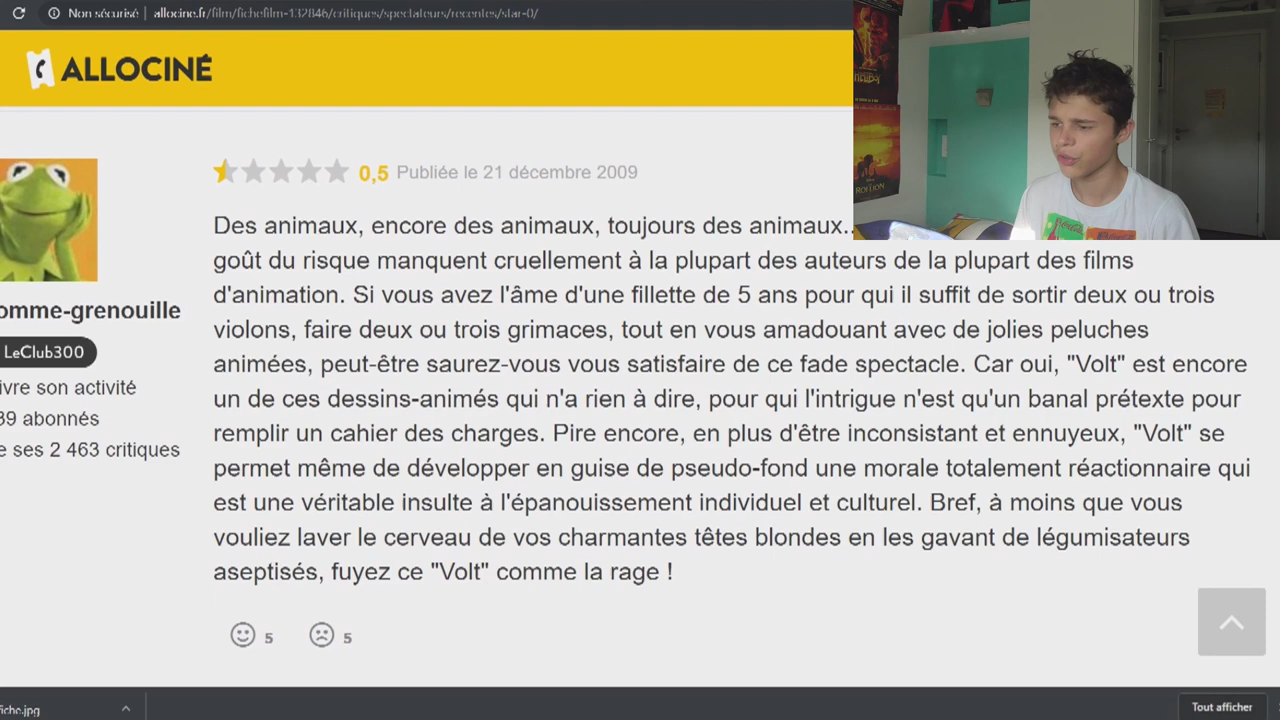 Non sécurisé | allocine.fr/film/fichefilm-132846/critiques/spectateurs/recentes/star-0/
ALLOCINÉ
0,5 Publiée le 21 décembre 2009
Des animaux, encore des animaux, toujours des animaux..
goût du risque manquent cruellement à la plupart des auteurs de la plupart des films
d'animation. Si vous avez l'âme d'une fillette de 5 ans pour qui il suffit de sortir deux ou trois
violons, faire deux ou trois grimaces, tout en vous amadouant avec de jolies peluches
animées, peut-être saurez-vous vous satisfaire de ce fade spectacle. Car oui, "Volt" est encore
un de ces dessins-animés qui n'a rien à dire, pour qui l'intrigue n'est qu'un banal prétexte pour
remplir un cahier des charges. Pire encore, en plus d'être inconsistant et ennuyeux, "Volt" se
permet même de développer en guise de pseudo-fond une morale totalement réactionnaire qui
est une véritable insulte à l'épanouissement individuel et culturel. Bref, à moins que vous
vouliez laver le cerveau de vos charmantes têtes blondes en les gavant de légumisateurs
aseptisés, fuyez ce "Volt" comme la rage !
5 5
omme-grenouille
LeClub300
ivre son activité
39 abonnés
e ses 2 463 critiques
fiche.jpg
Tout afficher